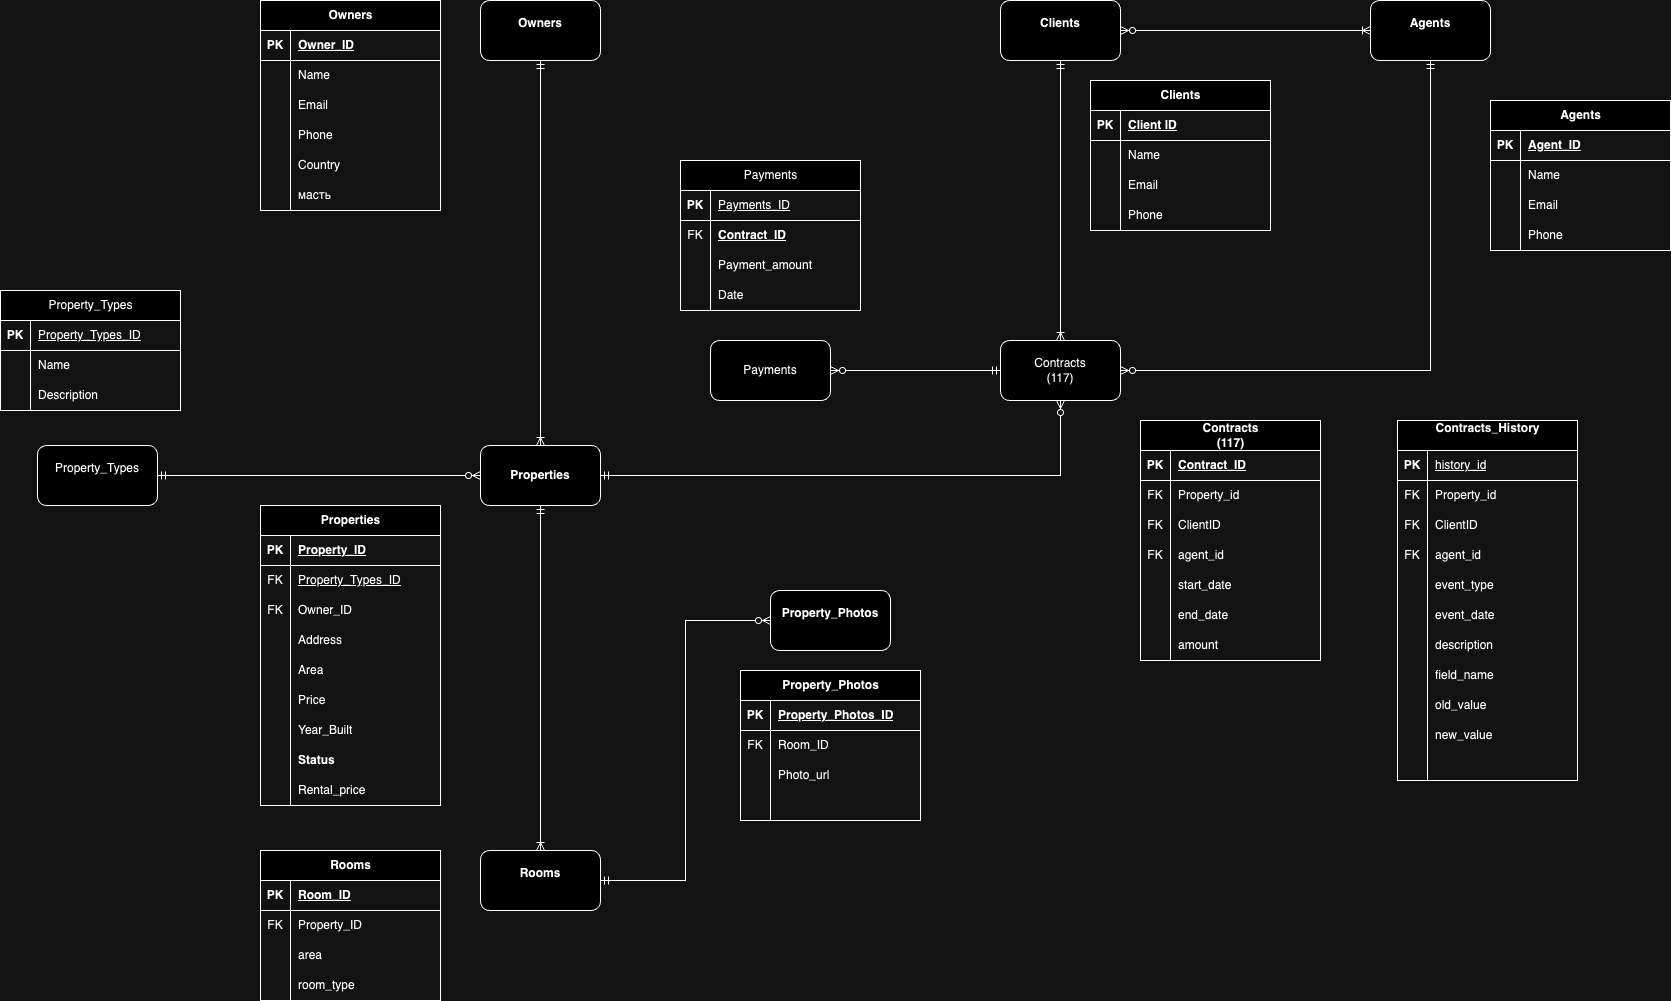 Owners
PK Owner_ID
Name
Email
Phone
Country
масть
Owners
Clients
Agents
Clients
PK Client ID
Name
Email
Phone
Agents
PK Agent_ID
Name
Email
Phone
Payments
PK Payments_ID
FK Contract_ID
Payment_amount
Date
Property_Types
PK Property_Types_ID
Name
Description
Payments
Contracts
(117)
Property_Types
Properties
Contracts
(117)
PK Contract_ID
FK Property_id
FK ClientID
FK agent_id
start_date
end_date
amount
Contracts_History
PK history_id
FK Property_id
FK ClientID
FK agent_id
event_type
event_date
description
field_name
old_value
new_value
Properties
PK Property_ID
FK Property_Types_ID
FK Owner_ID
Address
Area
Price
Year_Built
Status
Rental_price
Property_Photos
Property_Photos
PK Property_Photos_ID
FK Room_ID
Photo_url
Rooms
PK Room_ID
FK Property_ID
area
room_type
Rooms